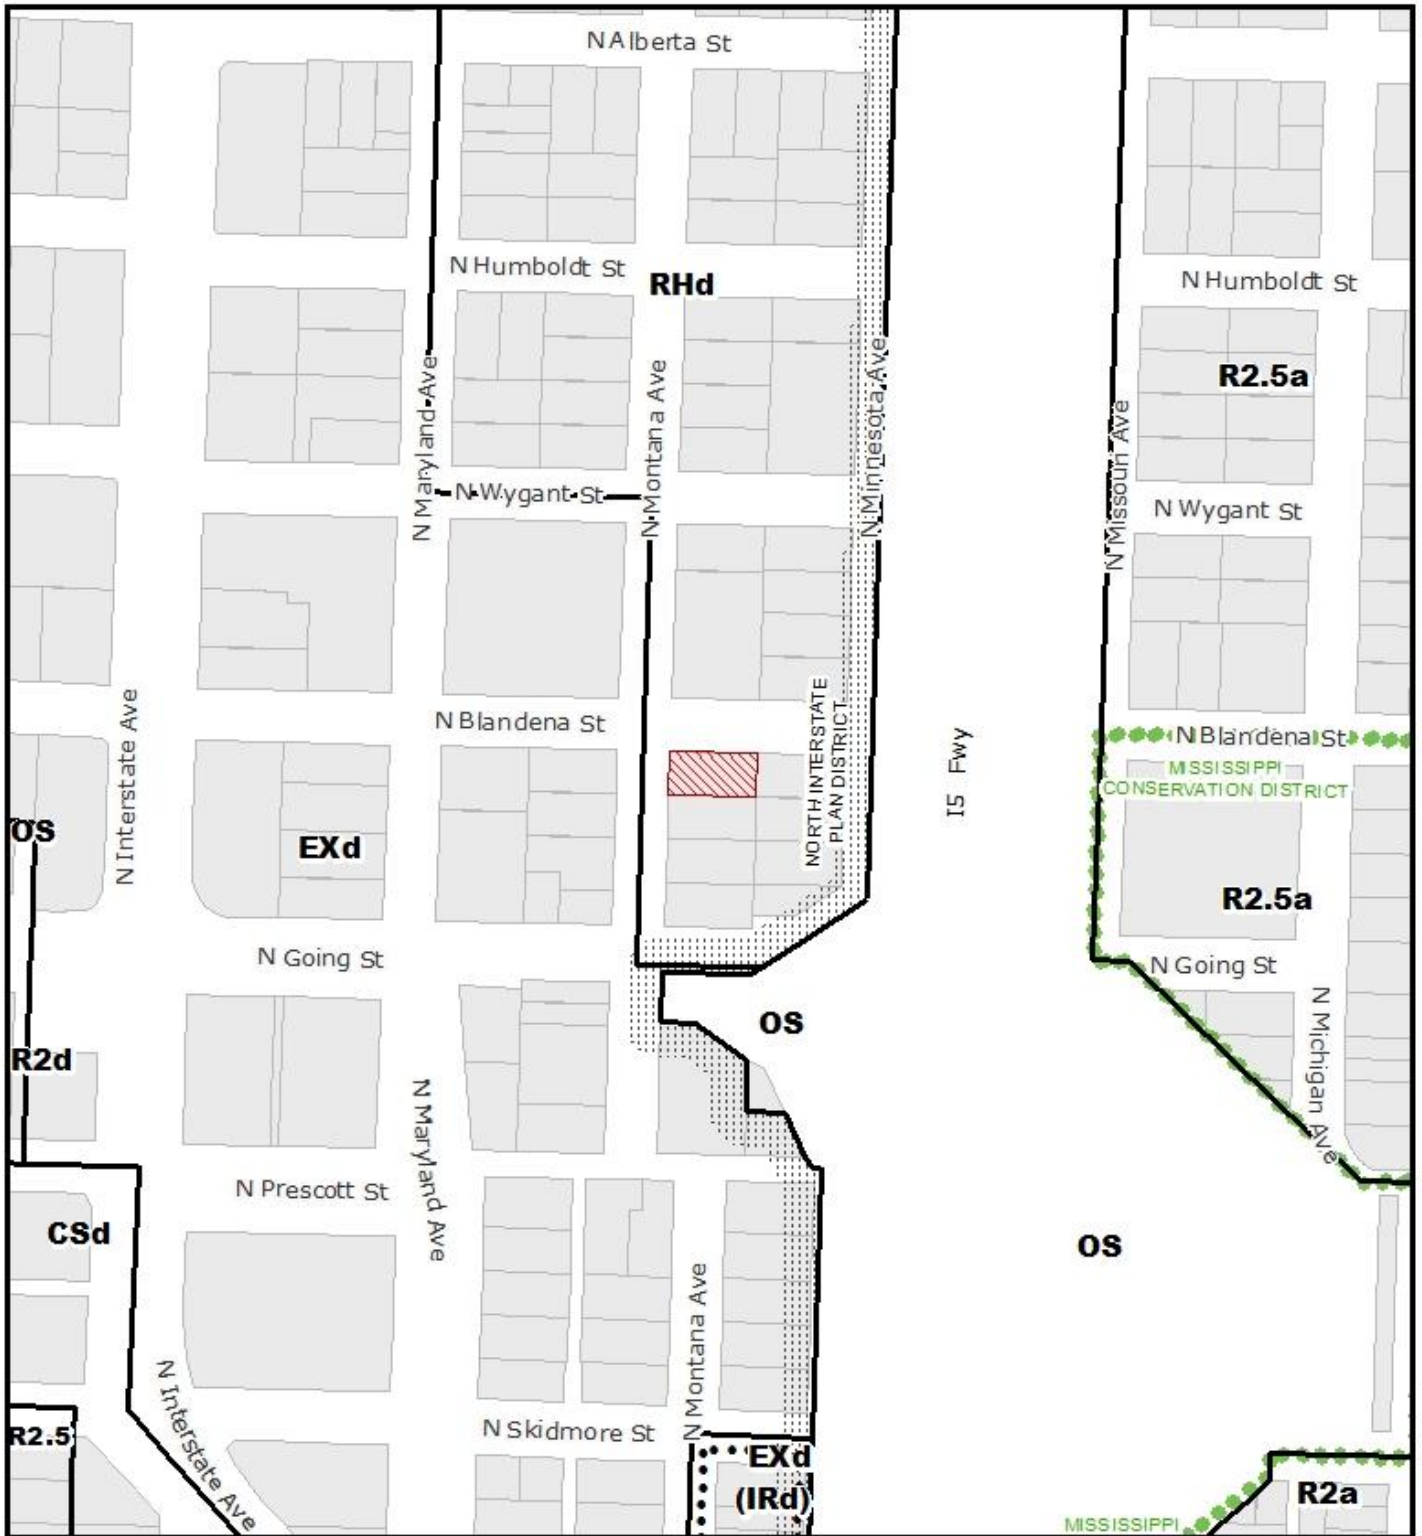 N Alberta St
N Humboldt St
RHd
N Humboldt St
R2.5a
N Maryland Ave
N Montana Ave
N Minnesota Ave
N Missouri Ave
N Wygant St
N Wygant St
N Interstate Ave
N Blandena St
NORTH INTERSTATE
PLAN DISTRICT
I5 Fwy
N Blandena St
MISSISSIPPI
CONSERVATION DISTRICT
OS
EXd
R2.5a
N Going St
N Going St
OS
R2d
N Maryland Ave
N Michigan Ave
N Prescott St
CSd
OS
N Montana Ave
N Interstate Ave
N Skidmore St
R2.5
EXd
(IRd)
R2a
MISSISSIPPI